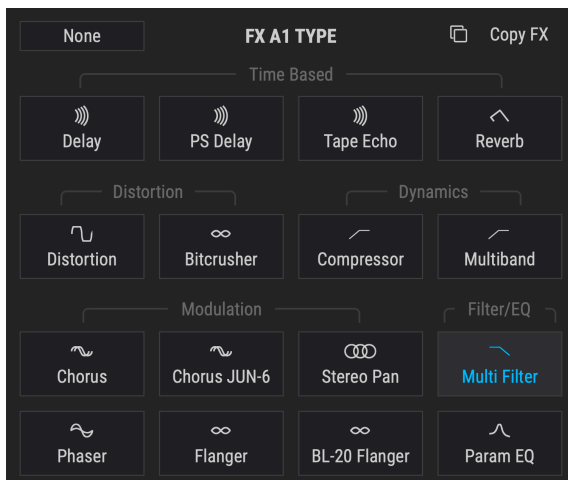 None FX A1 TYPE Copy FX
Time Based
Delay PS Delay Tape Echo Reverb
Distortion Dynamics
Distortion Bitcrusher Compressor Multiband
Modulation Filter/EQ
Chorus Chorus JUN-6 Stereo Pan Multi Filter
Phaser Flanger BL-20 Flanger Param EQ